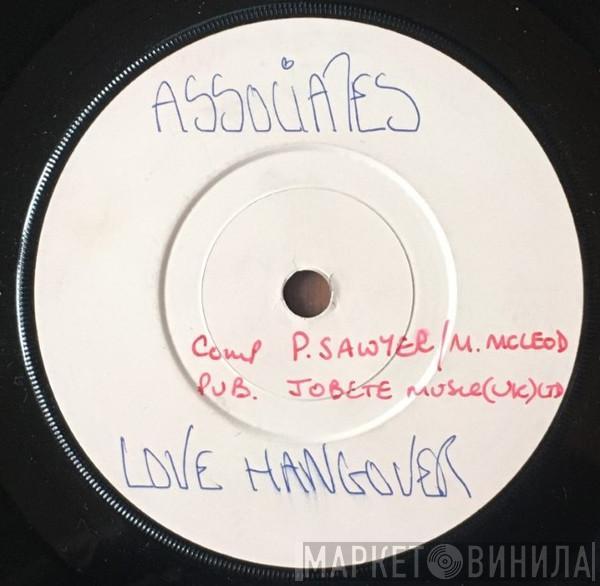 ASSOCIATES
Comp P. SAWYER/M. MCLEOD
PUB. JOBETE MUSIC (UK) LTD
LOVE HANGOVER
МАРКЕТ ВИНИЛА